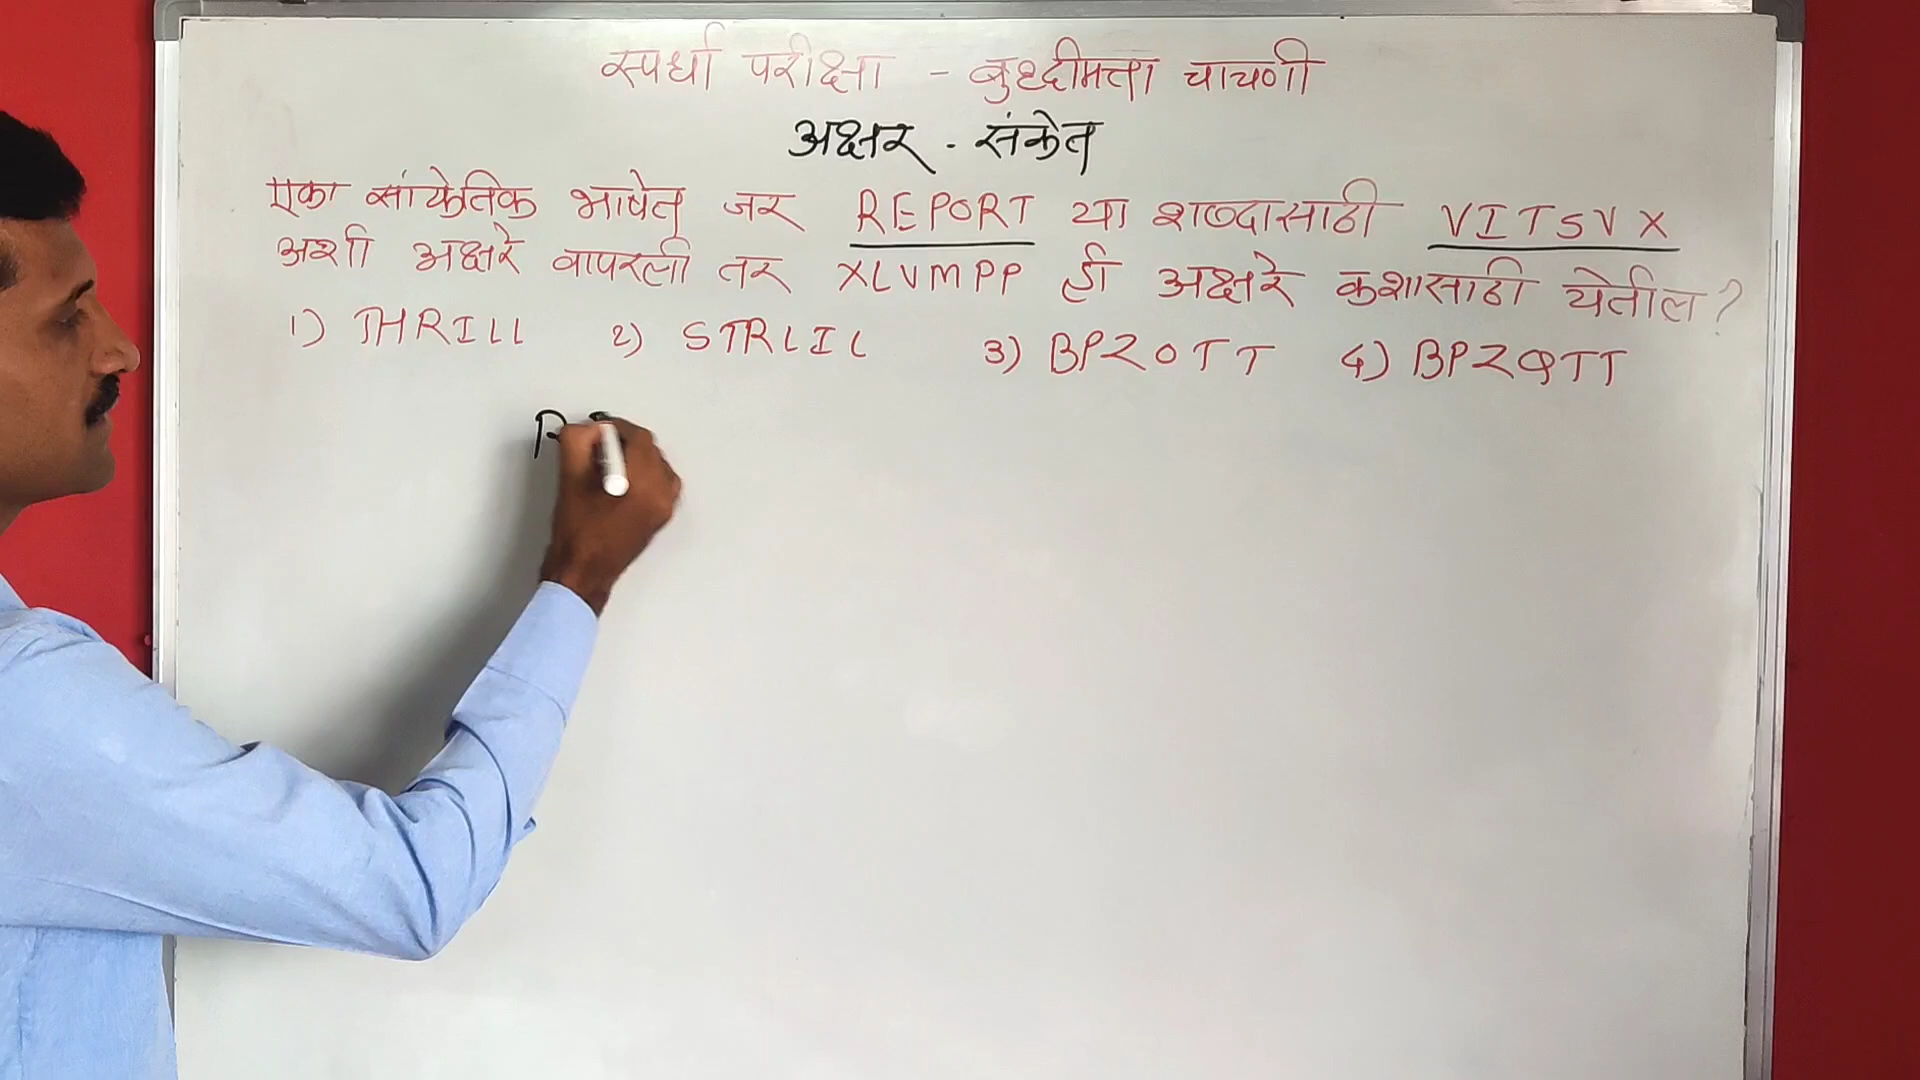 स्पर्धा परीक्षा - बुध्दीमत्ता चाचणी
अक्षर - संकेत
एका सांकेतिक भाषेत जर REPORT या शब्दासाठी VITSVX
अशी अक्षरे वापरली तर XLVMPP ही अक्षरे कशासाठी येतील?
1) THRILL 2) STRLIL 3) BPZOTT 4) BPZQTT
R